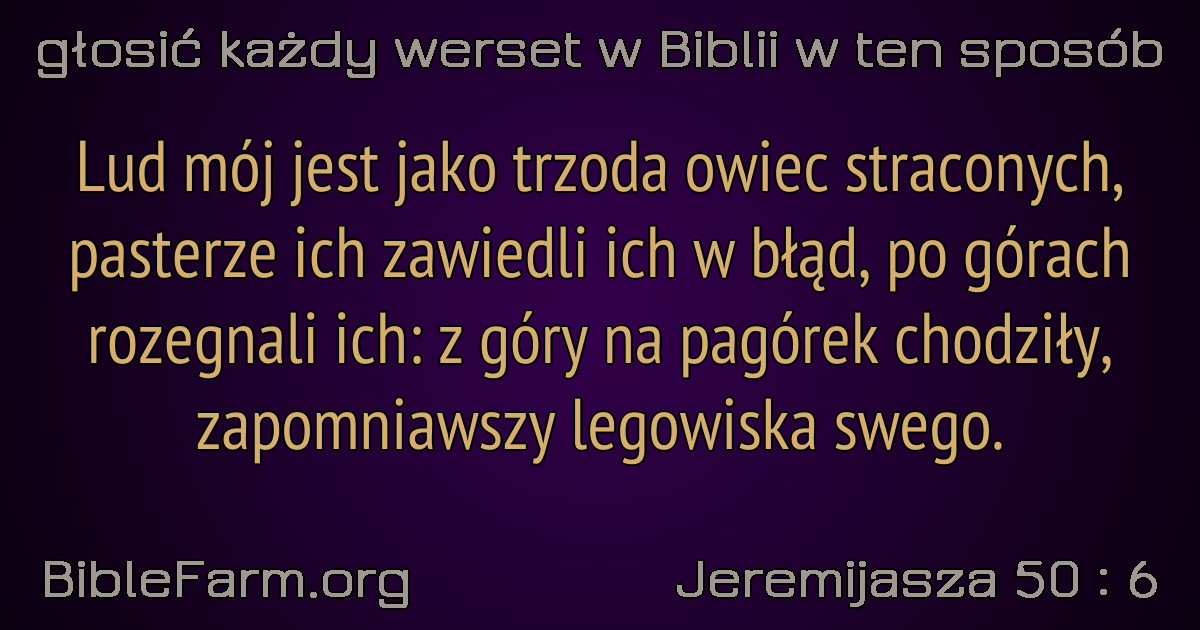 głosić każdy werset w Biblii w ten sposób
Lud mój jest jako trzoda owiec straconych,
pasterze ich zawiedli ich w błąd, po górach
rozegnali ich: z góry na pagórek chodziły,
zapomniawszy legowiska swego.
BibleFarm.org
Jeremijasza 50 : 6